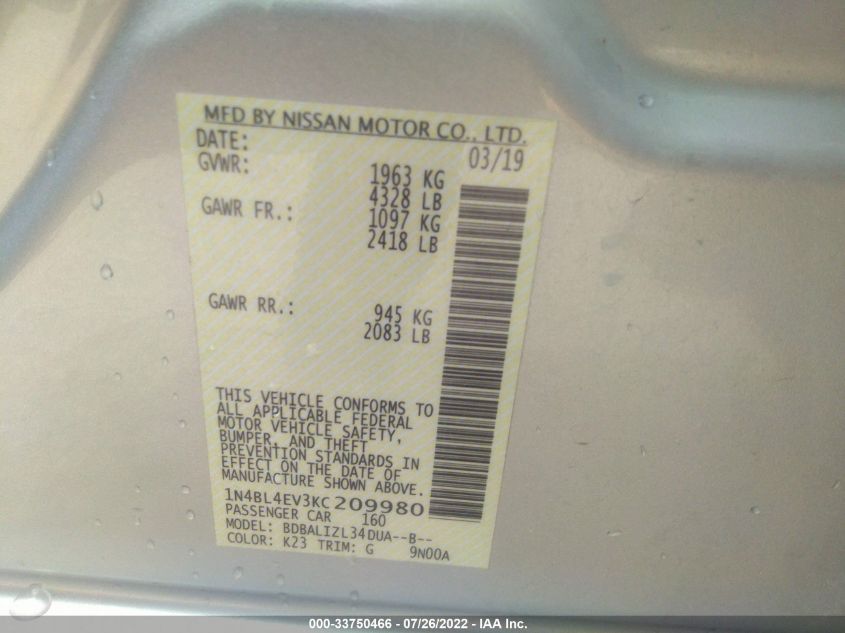 MFD BY NISSAN MOTOR CO., LTD.
DATE: 03/19
GVWR: 1963 KG
4328 LB
GAWR FR.: 1097 KG
2418 LB
GAWR RR.: 945 KG
2083 LB
THIS VEHICLE CONFORMS TO
ALL APPLICABLE FEDERAL
MOTOR VEHICLE SAFETY,
BUMPER, AND THEFT
PREVENTION STANDARDS IN
EFFECT ON THE DATE OF
MANUFACTURE SHOWN ABOVE.
1N4BL4EV3KC209980
PASSENGER CAR 160
MODEL: BDBALIZL34DUA--B--
COLOR: K23 TRIM: G 9N00A
000-33750466 - 07/26/2022 - IAA Inc.